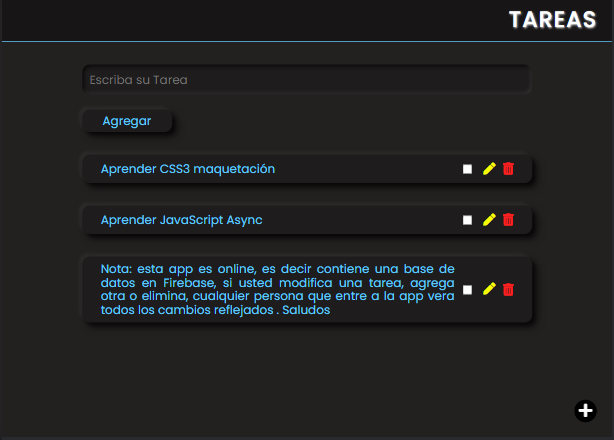 TAREAS
Escriba su Tarea
Agregar
Aprender CSS3 maquetación
Aprender JavaScript Async
Nota: esta app es online, es decir contiene una base de
datos en Firebase, si usted modifica una tarea, agrega
otra o elimina, cualquier persona que entre a la app vera
todos los cambios reflejados . Saludos